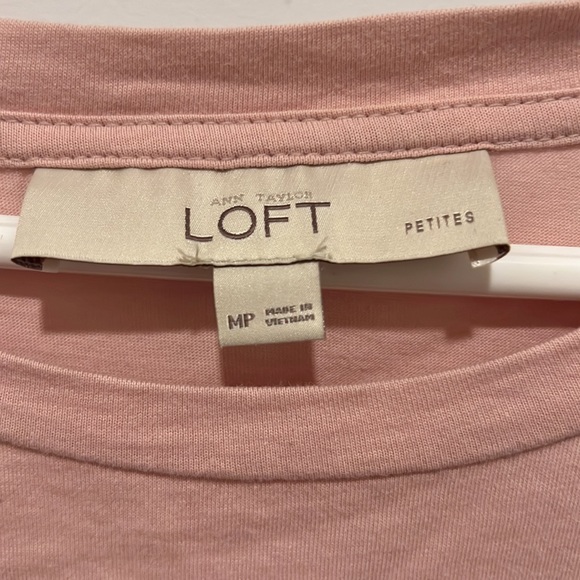 ANN TAYLOR
LOFT
PETITES
MP
MADE IN
VIETNAM